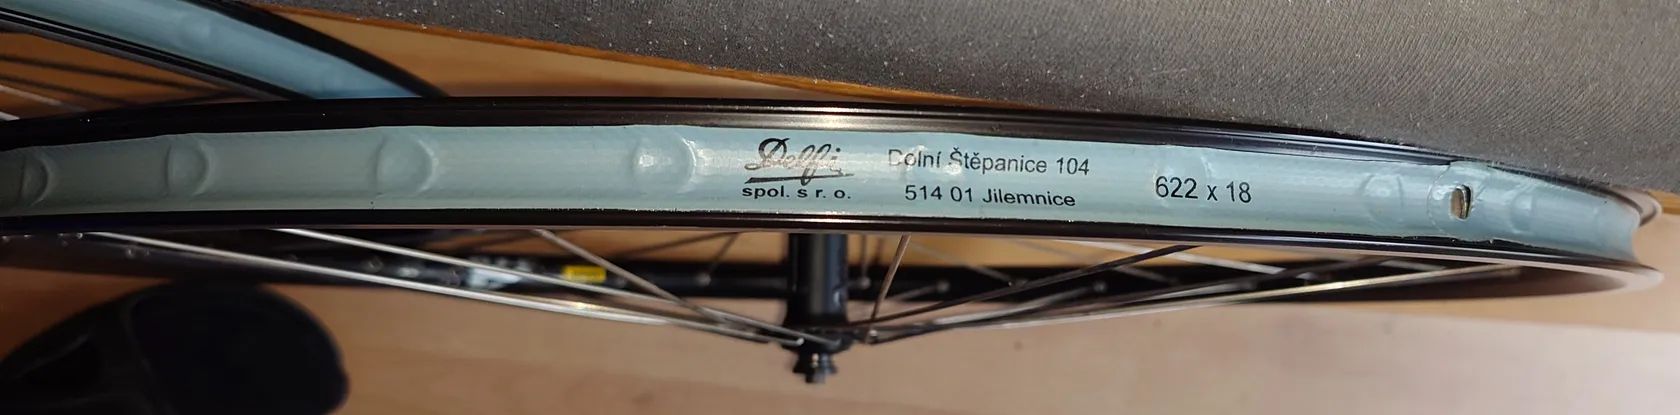 Delfi
spol. s r. o.
Dolní Štěpanice 104
514 01 Jilemnice
622 x 18